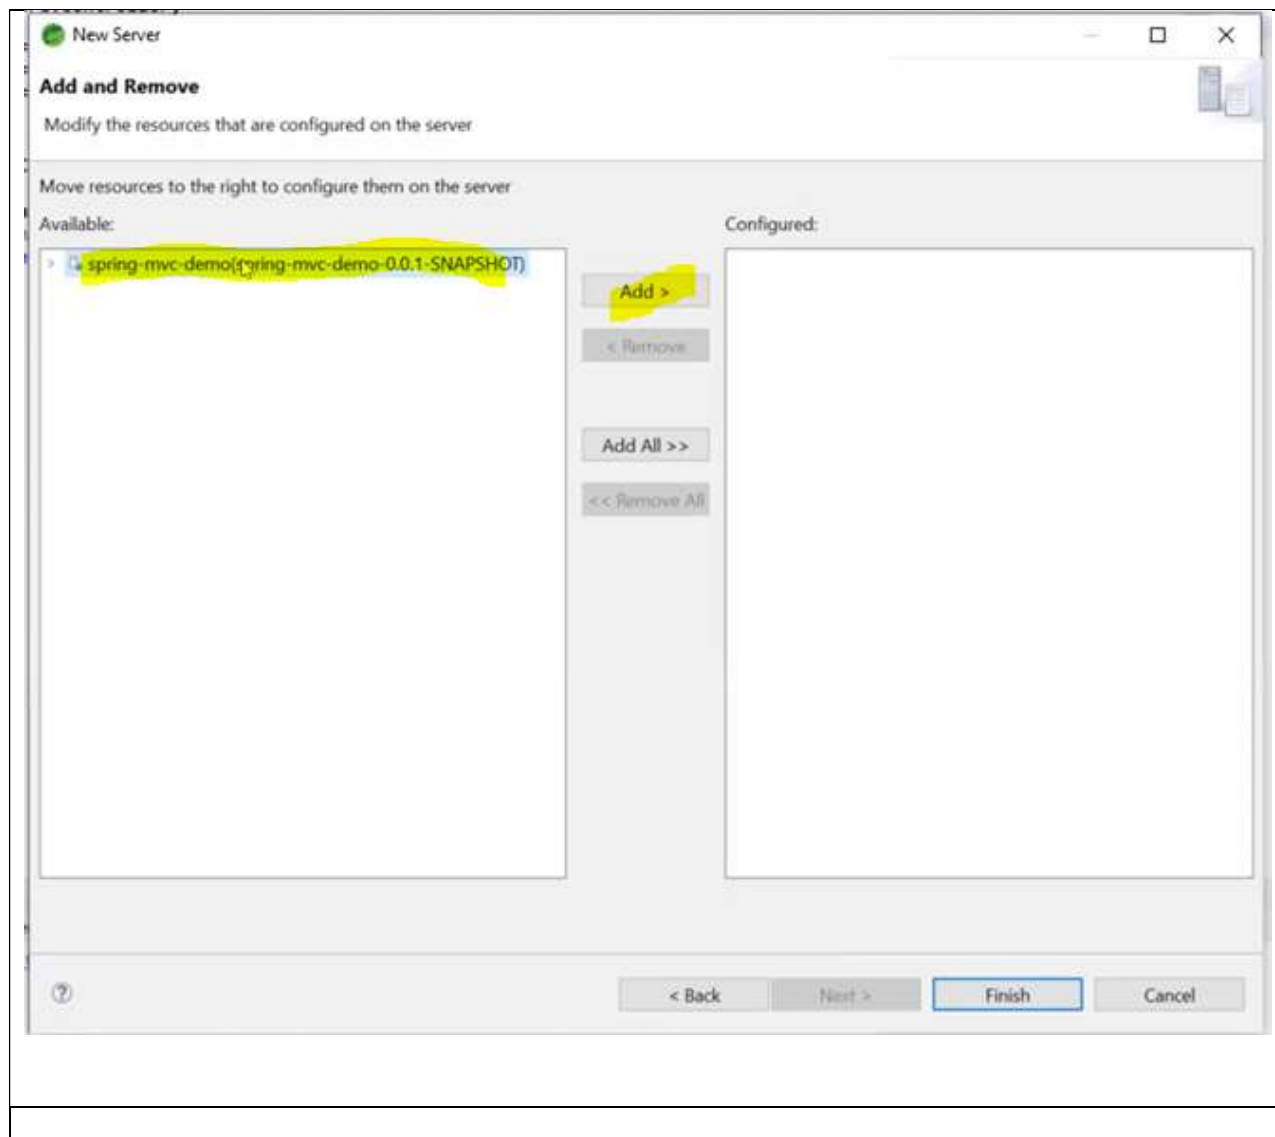 New Server
Add and Remove
Modify the resources that are configured on the server
Move resources to the right to configure them on the server
Available:
Configured:
spring-mvc-demo(spring-mvc-demo-0.0.1-SNAPSHOT)
Add >
< Remove
Add All >>
<< Remove All
< Back
Next >
Finish
Cancel